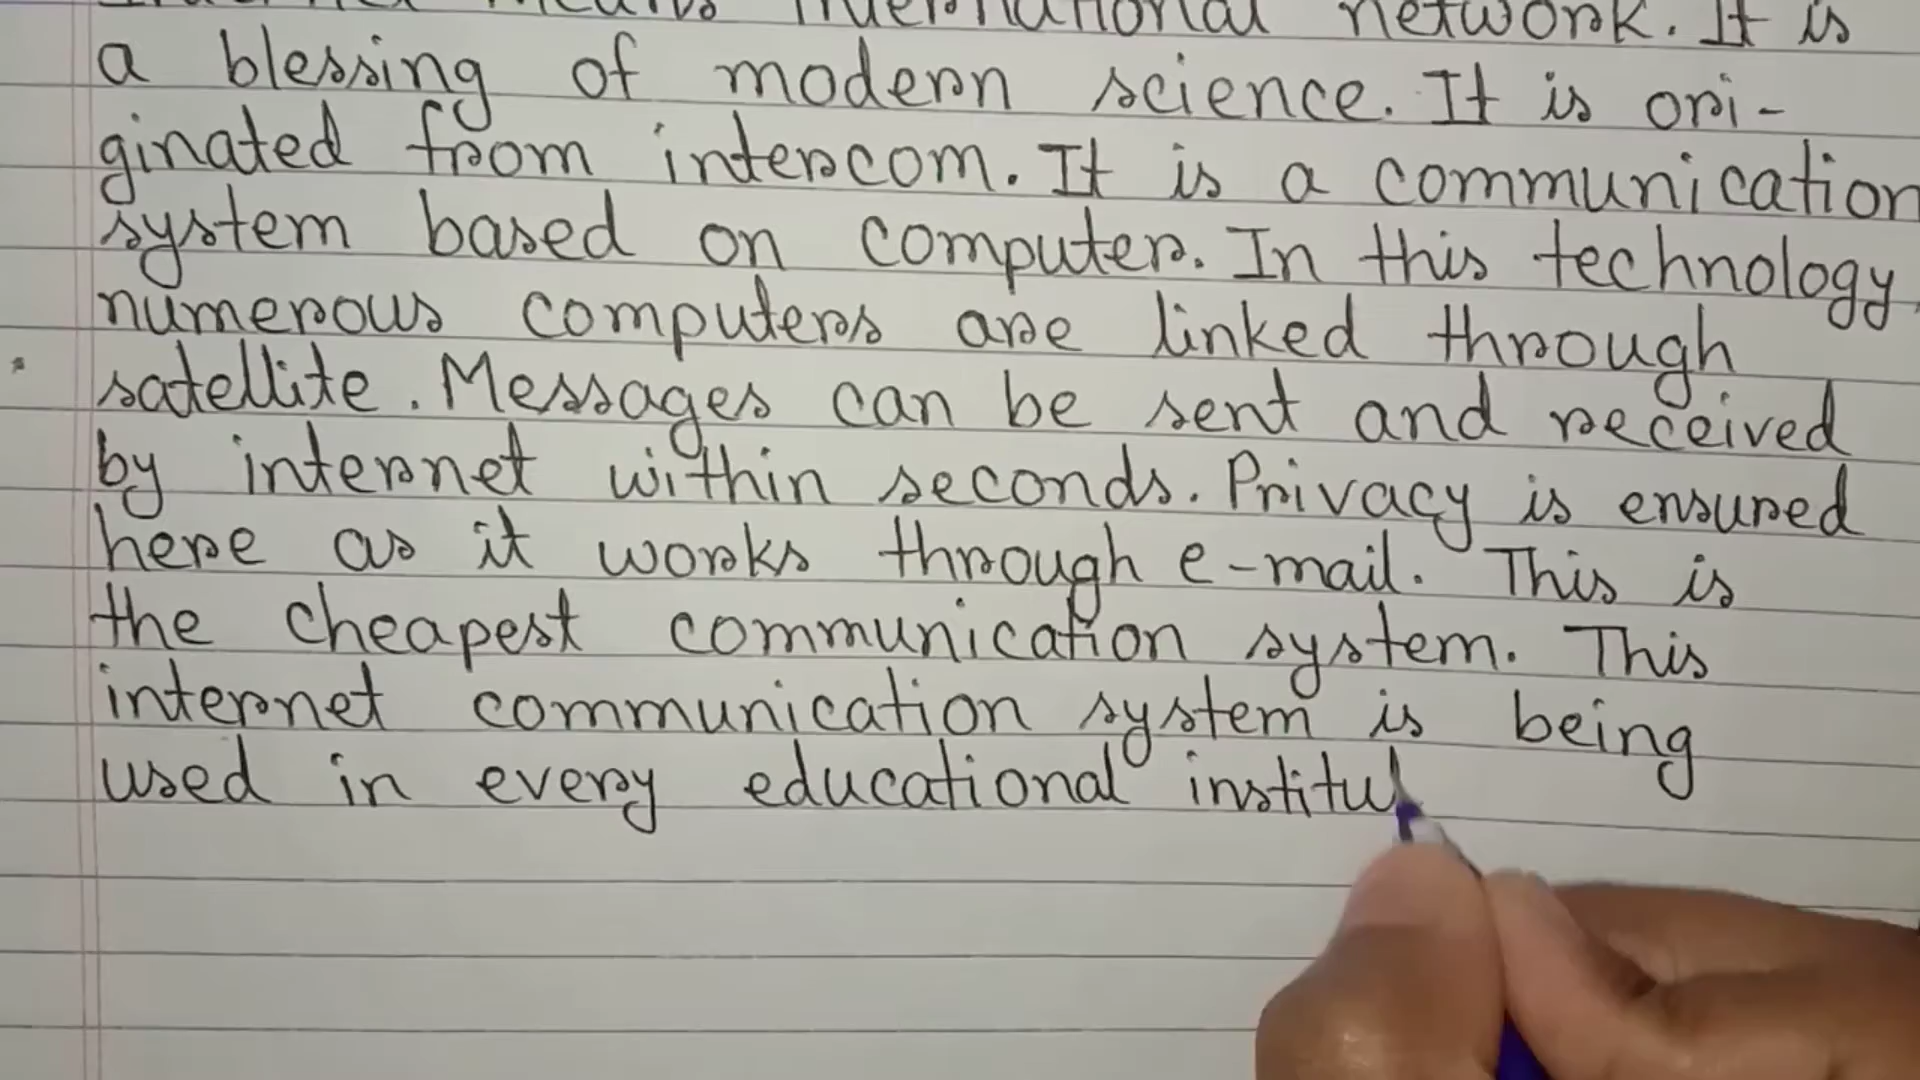 Internet means international network. It is
a blessing of modern science. It is ori-
ginated from intercom. It is a communication
system based on computer. In this technology
numerous computers are linked through
satellite. Messages can be sent and received
by internet within seconds. Privacy is ensured
here as it works through e-mail. This is
the cheapest communication system. This
internet communication system is being
used in every educational institut